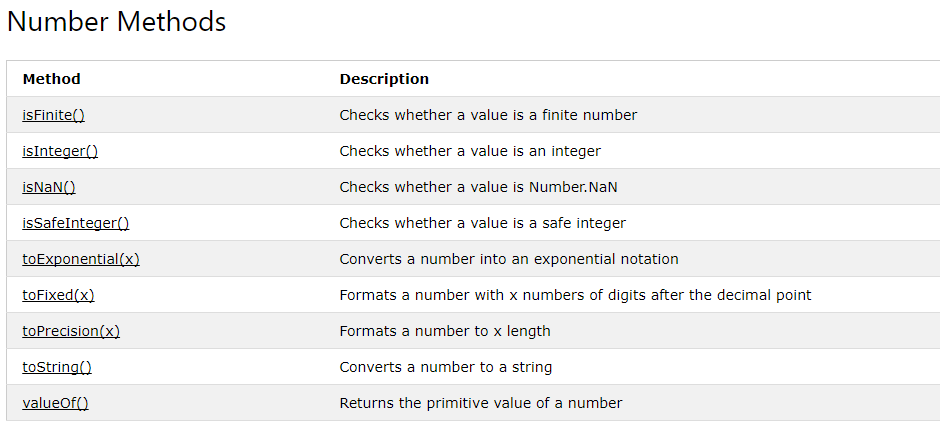 Number Methods
Method Description
isFinite() Checks whether a value is a finite number
isInteger() Checks whether a value is an integer
isNaN() Checks whether a value is Number.NaN
isSafeInteger() Checks whether a value is a safe integer
toExponential(x) Converts a number into an exponential notation
toFixed(x) Formats a number with x numbers of digits after the decimal point
toPrecision(x) Formats a number to x length
toString() Converts a number to a string
valueOf() Returns the primitive value of a number